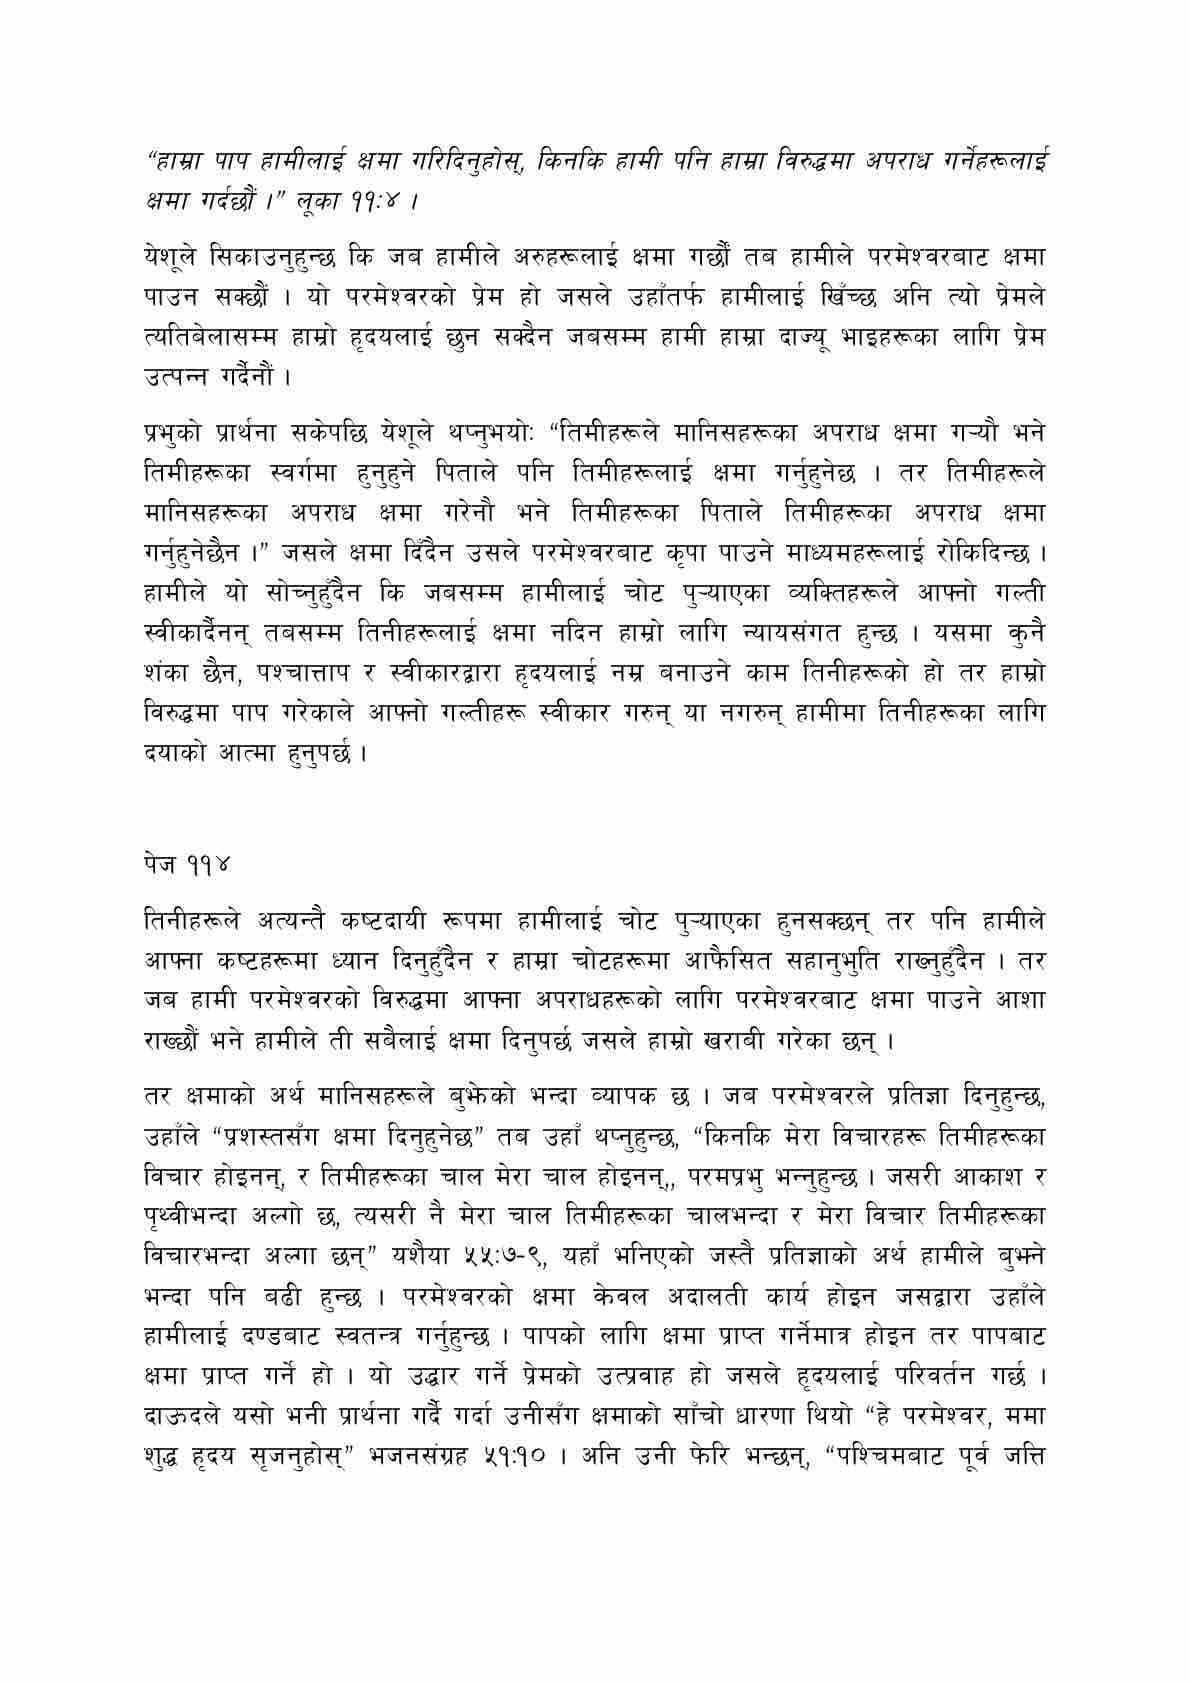 “हाम्रा पाप हामीलाई क्षमा गरिदिनुहोस्, किनकि हामी पनि हाम्रा विरुद्धमा अपराध गर्नेहरूलाई
क्षमा गर्दछौं ।” लूका ११:४ ।
येशूले सिकाउनुहुन्छ कि जब हामीले अरुहरूलाई क्षमा गर्छौं तब हामीले परमेश्वरबाट क्षमा
पाउन सक्छौं । यो परमेश्वरको प्रेम हो जसले उहाँतर्फ हामीलाई खिँच्छ अनि त्यो प्रेमले
त्यतिबेलासम्म हाम्रो हृदयलाई छुन सक्दैन जबसम्म हामी हाम्रा दाज्यू भाइहरूका लागि प्रेम
उत्पन्न गर्दैनौं ।
प्रभुको प्रार्थना सकेपछि येशूले थप्नुभयोः “तिमीहरूले मानिसहरूका अपराध क्षमा गर्‍यौ भने
तिमीहरूका स्वर्गमा हुनुहुने पिताले पनि तिमीहरूलाई क्षमा गर्नुहुनेछ । तर तिमीहरूले
मानिसहरूका अपराध क्षमा गरेनौ भने तिमीहरूका पिताले तिमीहरूका अपराध क्षमा
गर्नुहुनेछैन ।” जसले क्षमा दिँदैन उसले परमेश्वरबाट कृपा पाउने माध्यमहरूलाई रोकिदिन्छ ।
हामीले यो सोच्नुहुँदैन कि जबसम्म हामीलाई चोट पुर्‍याएका व्यक्तिहरूले आफ्नो गल्ती
स्वीकार्दैनन् तबसम्म तिनीहरूलाई क्षमा नदिन हाम्रो लागि न्यायसंगत हुन्छ । यसमा कुनै
शंका छैन, पश्चात्ताप र स्वीकारद्वारा हृदयलाई नम्र बनाउने काम तिनीहरूको हो तर हाम्रो
विरुद्धमा पाप गरेकाले आफ्नो गल्तीहरू स्वीकार गरुन् या नगरुन् हामीमा तिनीहरूका लागि
दयाको आत्मा हुनुपर्छ ।
पेज ११४
तिनीहरूले अत्यन्तै कष्टदायी रूपमा हामीलाई चोट पुर्‍याएका हुनसक्छन् तर पनि हामीले
आफ्ना कष्टहरूमा ध्यान दिनुहुँदैन र हाम्रा चोटहरूमा आफैसित सहानुभुति राख्नुहुँदैन । तर
जब हामी परमेश्वरको विरुद्धमा आफ्ना अपराधहरूको लागि परमेश्वरबाट क्षमा पाउने आशा
राख्छौं भने हामीले ती सबैलाई क्षमा दिनुपर्छ जसले हाम्रो खराबी गरेका छन् ।
तर क्षमाको अर्थ मानिसहरूले बुझेको भन्दा व्यापक छ । जब परमेश्वरले प्रतिज्ञा दिनुहुन्छ,
उहाँले “प्रशस्तसँग क्षमा दिनुहुनेछ” तब उहाँ थप्नुहुन्छ, “किनकि मेरा विचारहरू तिमीहरूका
विचार होइनन्, र तिमीहरूका चाल मेरा चाल होइनन्,, परमप्रभु भन्नुहुन्छ । जसरी आकाश र
पृथ्वीभन्दा अल्गो छ, त्यसरी नै मेरा चाल तिमीहरूका चालभन्दा र मेरा विचार तिमीहरूका
विचारभन्दा अल्गा छन्” यशैया ५५:७-९, यहाँ भनिएको जस्तै प्रतिज्ञाको अर्थ हामीले बुझ्ने
भन्दा पनि बढी हुन्छ । परमेश्वरको क्षमा केवल अदालती कार्य होइन जसद्वारा उहाँले
हामीलाई दण्डबाट स्वतन्त्र गर्नुहुन्छ । पापको लागि क्षमा प्राप्त गर्नेमात्र होइन तर पापबाट
क्षमा प्राप्त गर्ने हो । यो उद्धार गर्ने प्रेमको उत्प्रवाह हो जसले हृदयलाई परिवर्तन गर्छ ।
दाऊदले यसो भनी प्रार्थना गर्दै गर्दा उनीसँग क्षमाको साँचो धारणा थियो “हे परमेश्वर, ममा
शुद्ध हृदय सृजनुहोस्” भजनसंग्रह ५१:१० । अनि उनी फेरि भन्छन्, “पश्चिमबाट पूर्व जत्ति